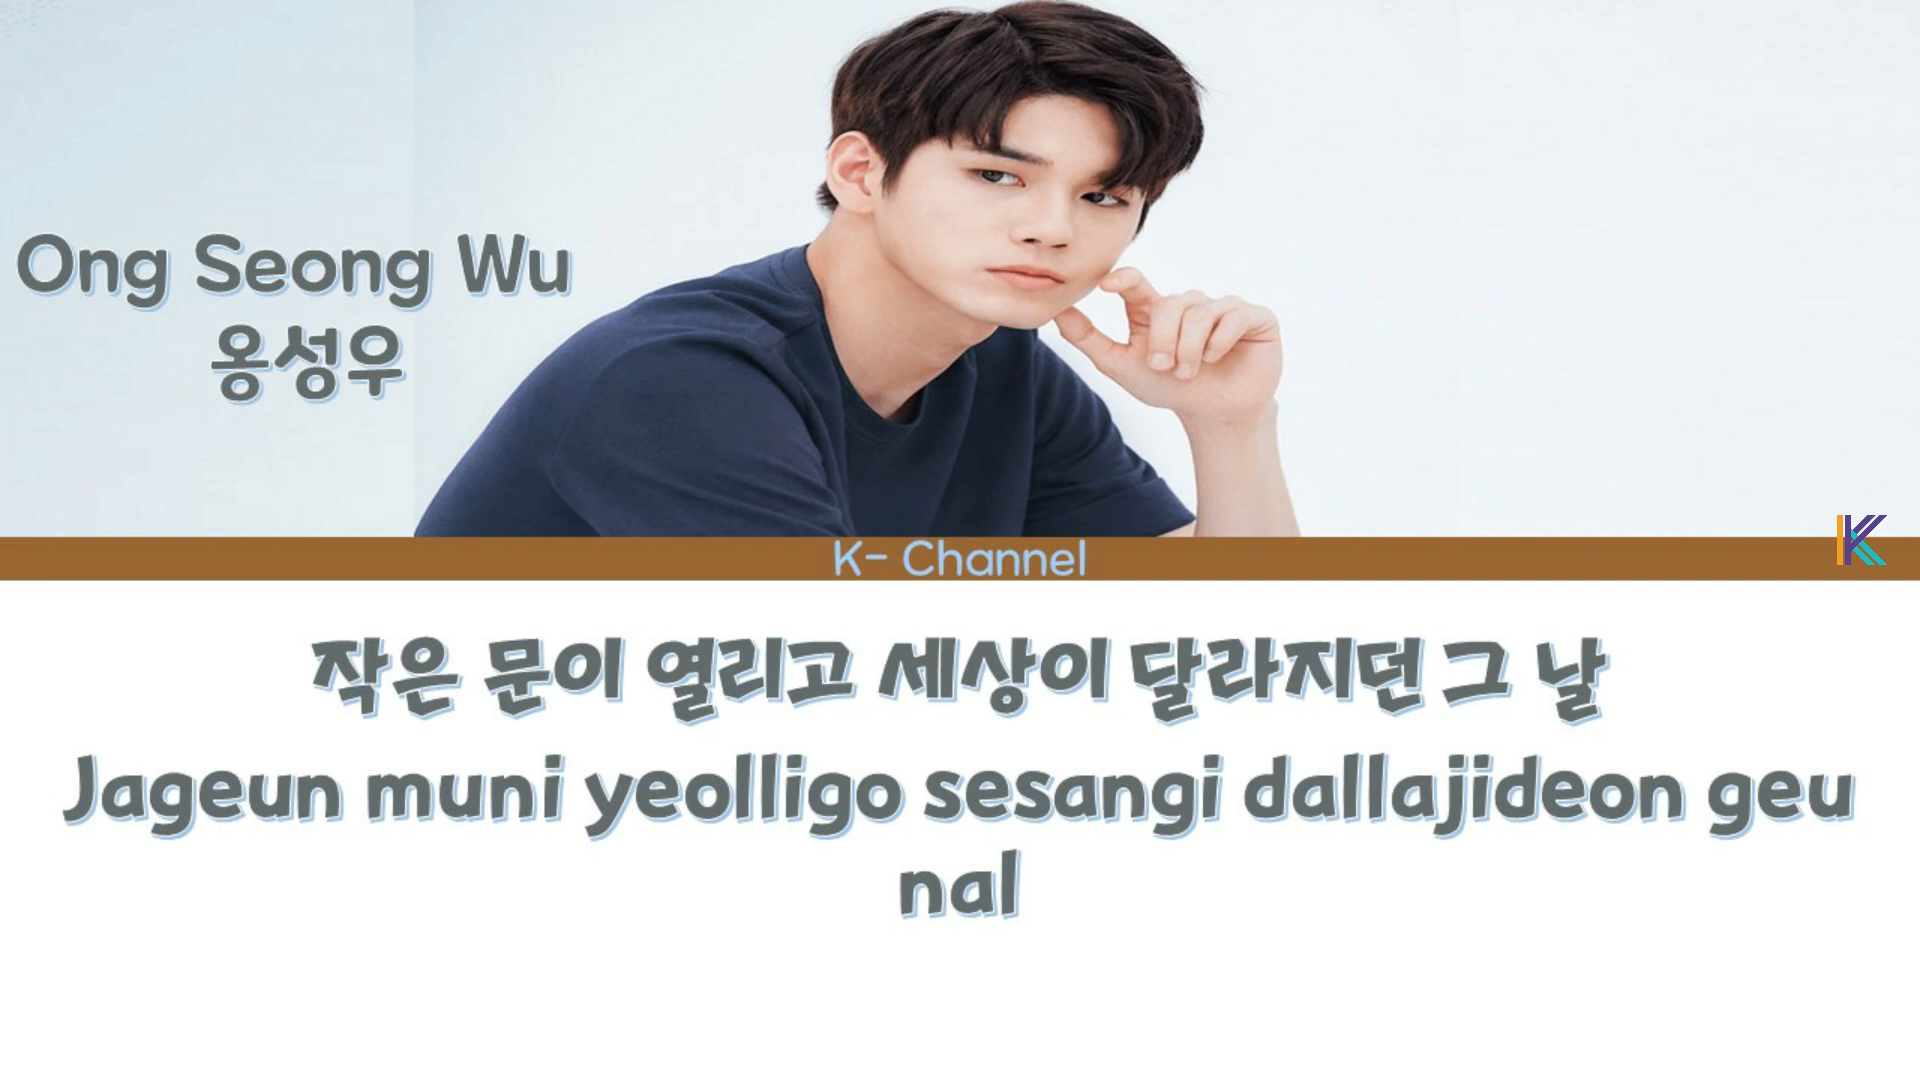 Ong Seong Wu
옹성우
K- Channel
작은 문이 열리고 세상이 달라지던 그 날
Jageun muni yeolligo sesangi dallajideon geu
nal